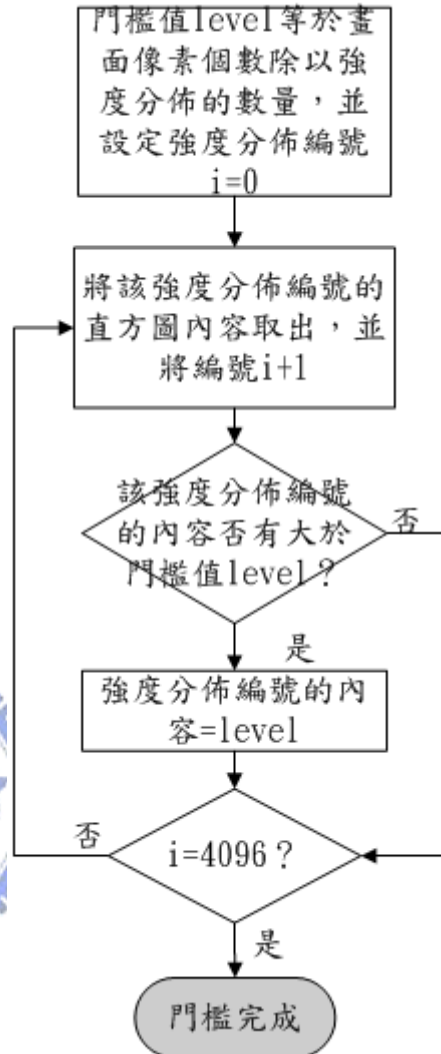 門檻值level等於畫
面像素個數除以強
度分佈的數量，並
設定強度分佈編號
i=0
將該強度分佈編號的
直方圖內容取出，並
將編號i+1
該強度分佈編號
的內容否有大於
門檻值level？
否
是
強度分佈編號的內
容=level
否
i=4096？
是
門檻完成